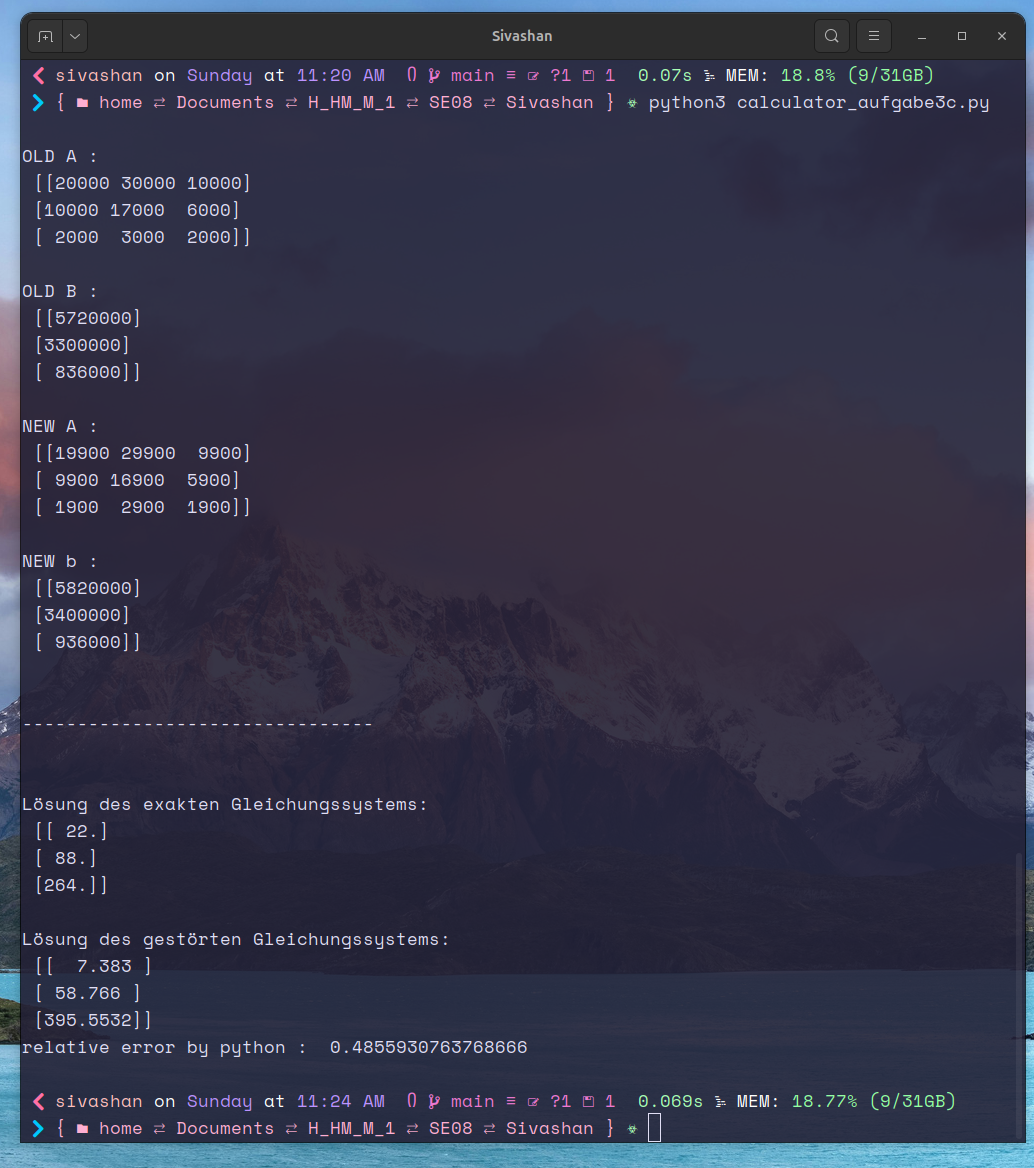 Sivashan
sivashan on Sunday at 11:20 AM main ≡ ?1 1 0.07s MEM: 18.8% (9/31GB)
{ home ⇄ Documents ⇄ H_HM_M_1 ⇄ SE08 ⇄ Sivashan } python3 calculator_aufgabe3c.py
OLD A :
[[20000 30000 10000]
[10000 17000  6000]
[ 2000  3000  2000]]
OLD B :
[[5720000]
[3300000]
[ 836000]]
NEW A :
[[19900 29900  9900]
[ 9900 16900  5900]
[ 1900  2900  1900]]
NEW b :
[[5820000]
[3400000]
[ 936000]]
--------------------------------
Lösung des exakten Gleichungssystems:
[[ 22.]
[ 88.]
[264.]]
Lösung des gestörten Gleichungssystems:
[[  7.383 ]
[ 58.766 ]
[395.5532]]
relative error by python :  0.4855930763768666
sivashan on Sunday at 11:24 AM main ≡ ?1 1 0.069s MEM: 18.77% (9/31GB)
{ home ⇄ Documents ⇄ H_HM_M_1 ⇄ SE08 ⇄ Sivashan }